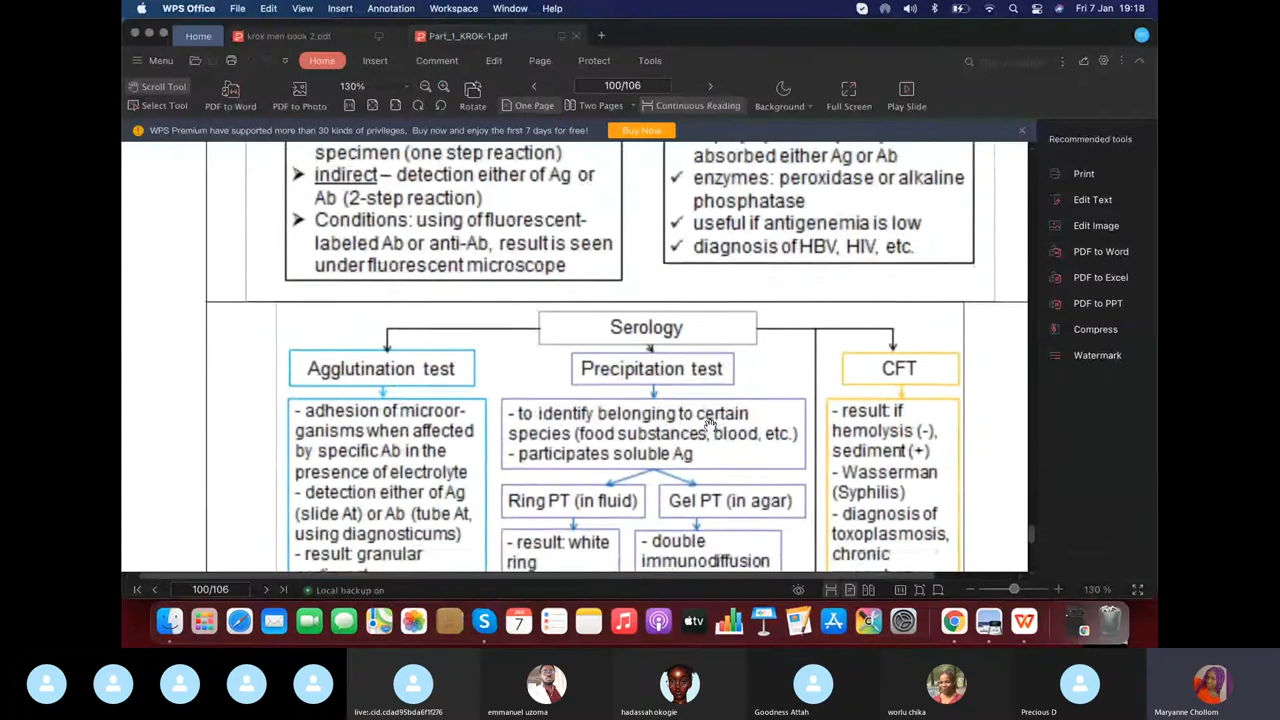 WPS Office File Edit View Insert Annotation Workspace Window Help Fri 7 Jan 19:18
Home krok men book 2.pdf Part_1_KROK-1.pdf
Menu Home Insert Comment Edit Page Protect Tools
Scroll Tool 130% 100/106
Select Tool PDF to Word PDF to Photo Rotate One Page Two Pages Continuous Reading Background Full Screen Play Slide
WPS Premium have supported more than 30 kinds of privileges, Buy now and enjoy the first 7 days for free! Buy Now
Recommended tools
Print
Edit Text
Edit Image
PDF to Word
PDF to Excel
PDF to PPT
Compress
Watermark
specimen (one step reaction)
indirect – detection either of Ag or
Ab (2-step reaction)
Conditions: using of fluorescent-
labeled Ab or anti-Ab, result is seen
under fluorescent microscope
absorbed either Ag or Ab
enzymes: peroxidase or alkaline
phosphatase
useful if antigenemia is low
diagnosis of HBV, HIV, etc.
Serology
Agglutination test
- adhesion of microor-
ganisms when affected
by specific Ab in the
presence of electrolyte
- detection either of Ag
(slide At) or Ab (tube At,
using diagnosticums)
- result: granular
Precipitation test
- to identify belonging to certain
species (food substances, blood, etc.)
- participates soluble Ag
Ring PT (in fluid)
- result: white
ring
Gel PT (in agar)
- double
immunodiffusion
CFT
- result: if
hemolysis (-),
sediment (+)
- Wasserman
(Syphilis)
- diagnosis of
toxoplasmosis,
chronic
100/106 Local backup on 130 %
JAN
7
tv
live:.cid.cdad95bda6f1f276
emmanuel uzoma
hadassah okogie
Goodness Attah
worlu chika
Precious D
Maryanne Chollom